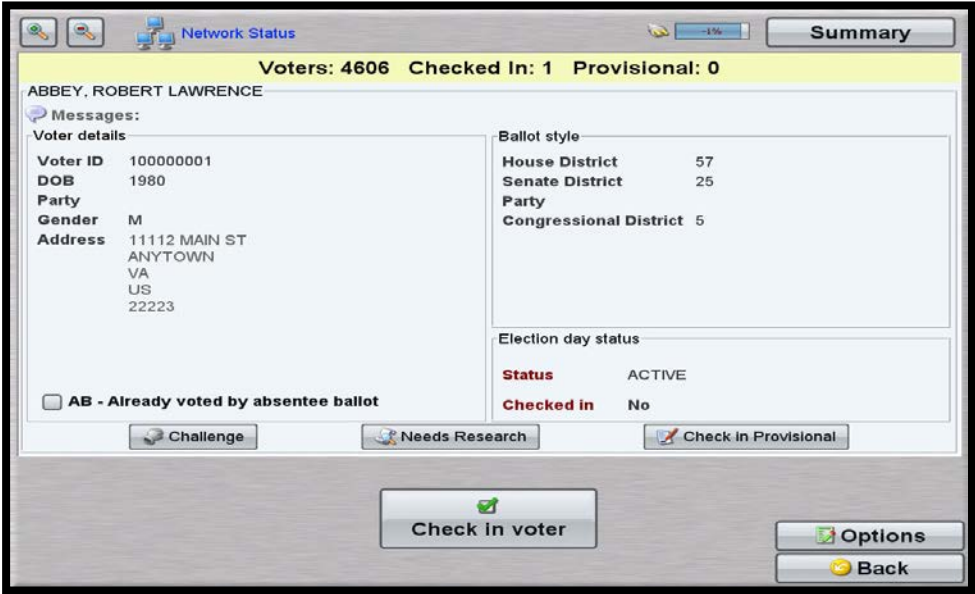 Network Status
-1%
Summary
Voters: 4606 Checked In: 1 Provisional: 0
ABBEY, ROBERT LAWRENCE
Messages:
Voter details
Voter ID 100000001
DOB 1980
Party
Gender M
Address 11112 MAIN ST
ANYTOWN
VA
US
22223
AB - Already voted by absentee ballot
Ballot style
House District 57
Senate District 25
Party
Congressional District 5
Election day status
Status ACTIVE
Checked in No
Challenge
Needs Research
Check in Provisional
Check in voter
Options
Back